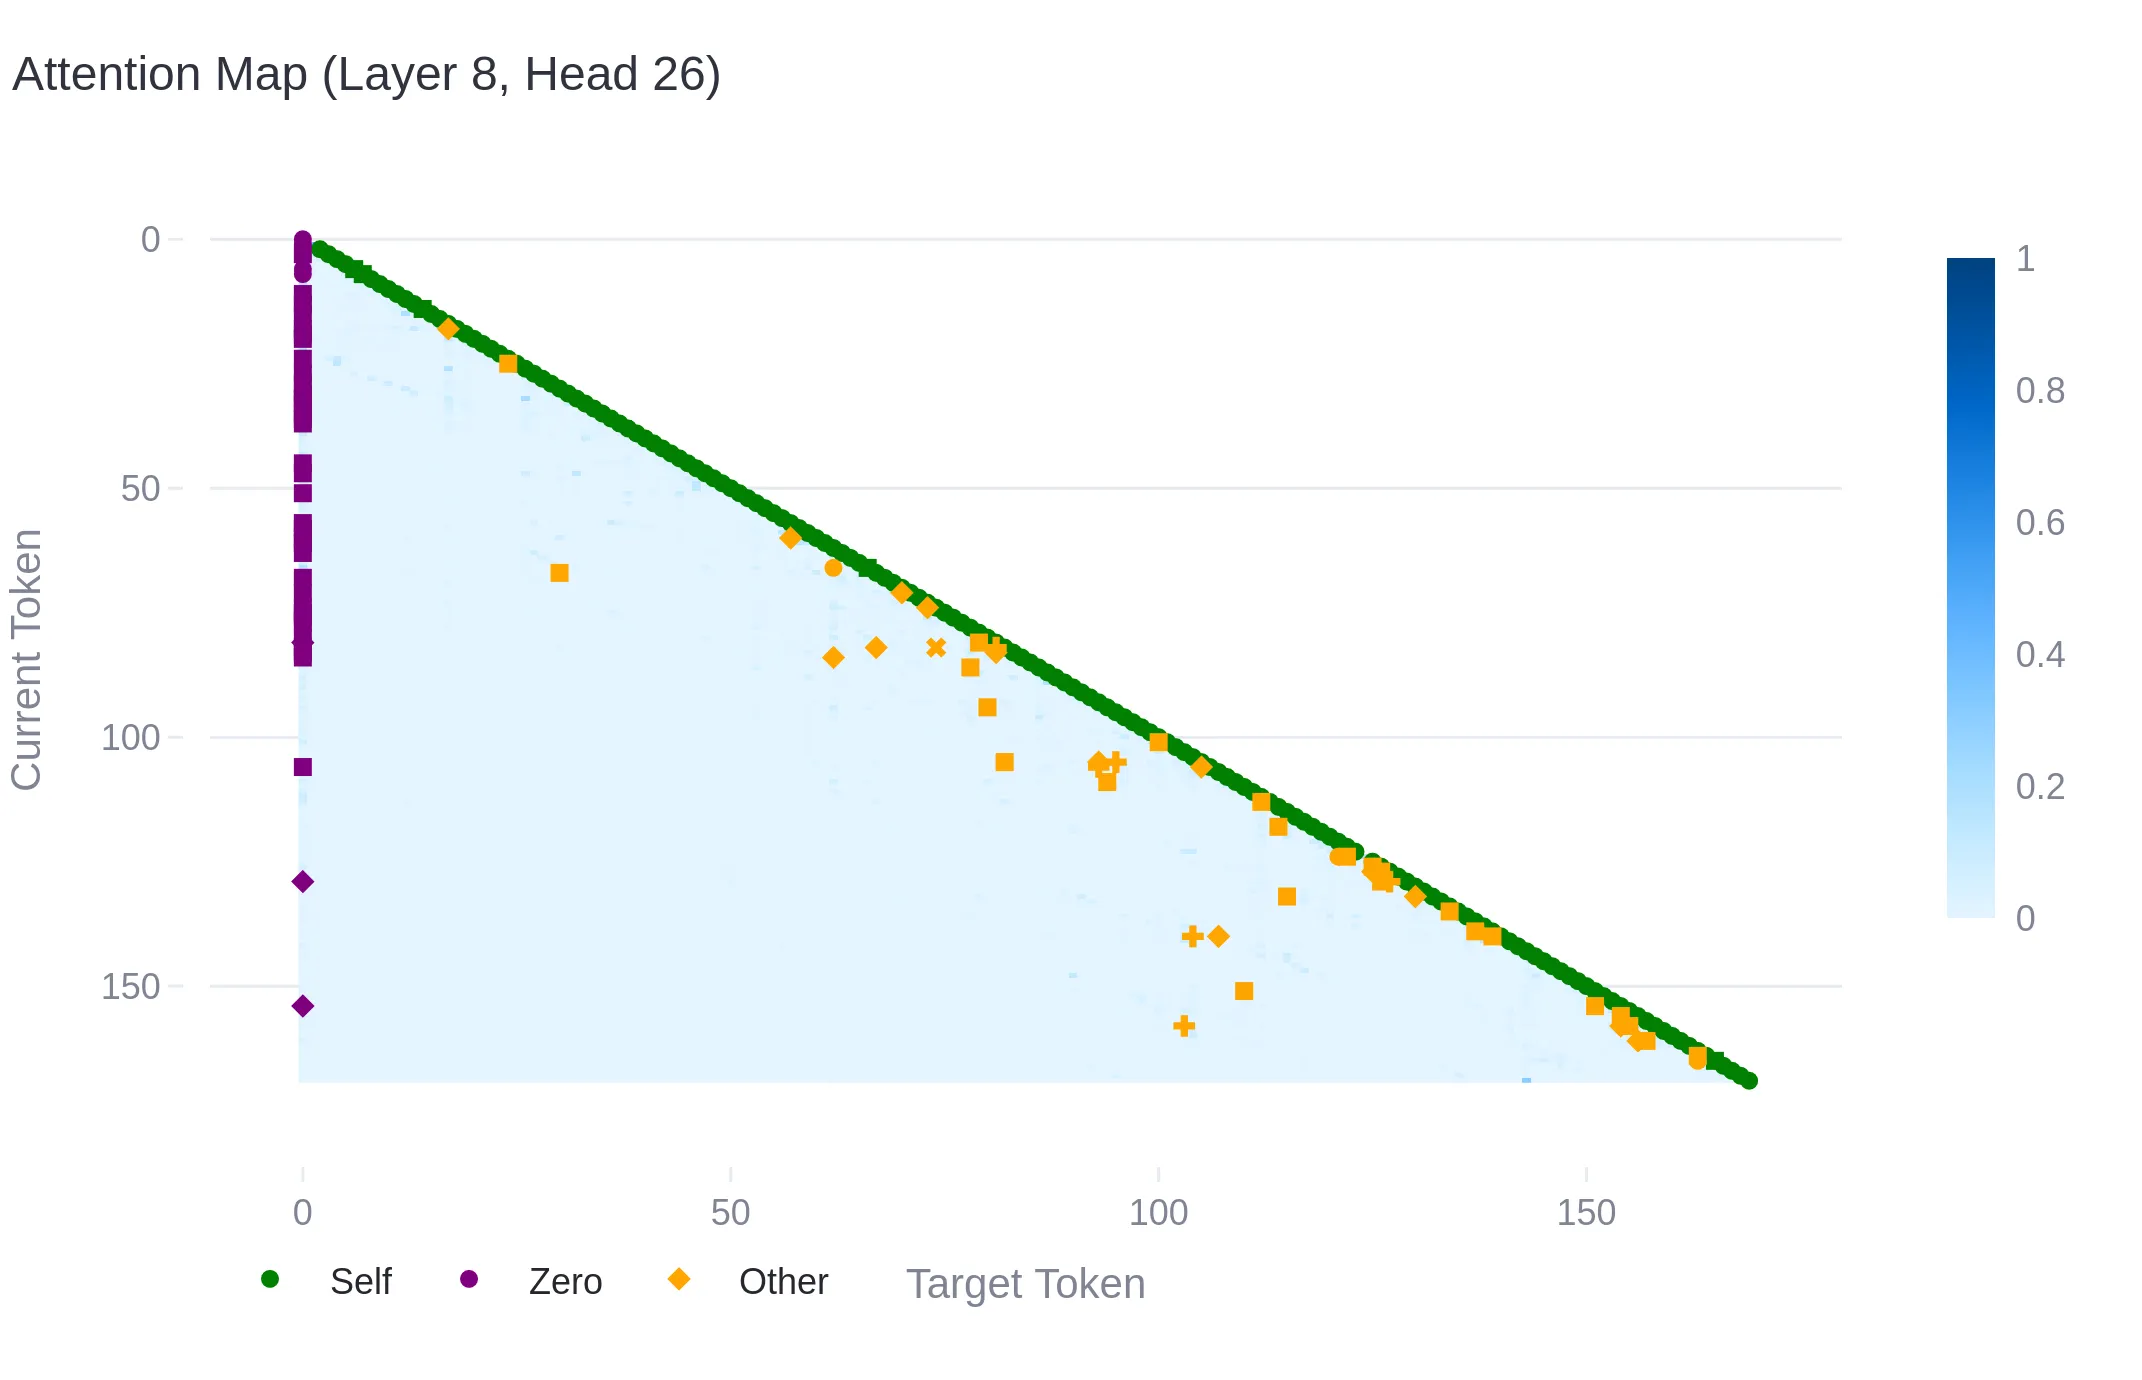 Attention Map (Layer 8, Head 26)
0
50
100
150
Current Token
1
0.8
0.6
0.4
0.2
0
0 50 100 150
Self Zero Other Target Token